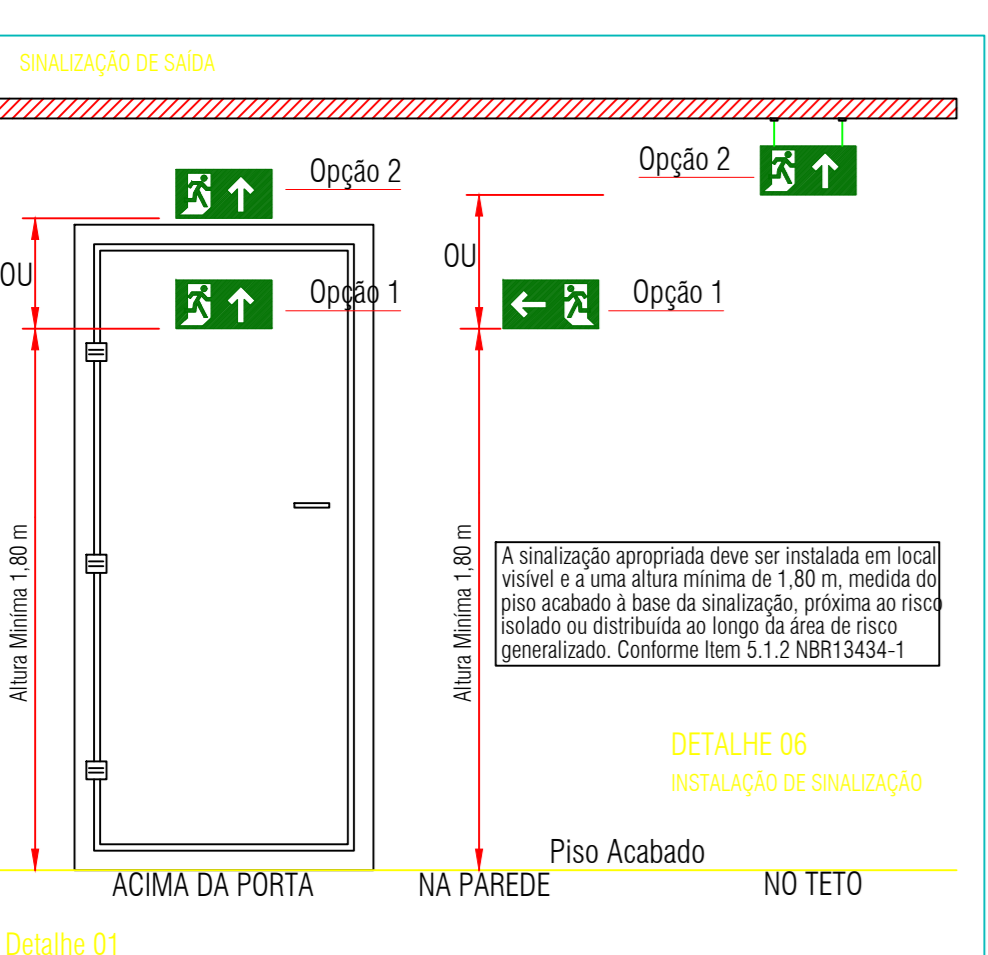 SINALIZAÇÃO DE SAÍDA
Opção 2
Opção 2
OU
OU
Opção 1
Opção 1
Altura Miníma 1,80 m
Altura Miníma 1,80 m
A sinalização apropriada deve ser instalada em local
visível e a uma altura mínima de 1,80 m, medida do
piso acabado à base da sinalização, próxima ao risco
isolado ou distribuída ao longo da área de risco
generalizado. Conforme Item 5.1.2 NBR13434-1
DETALHE 06
INSTALAÇÃO DE SINALIZAÇÃO
Piso Acabado
ACIMA DA PORTA
NA PAREDE
NO TETO
Detalhe 01